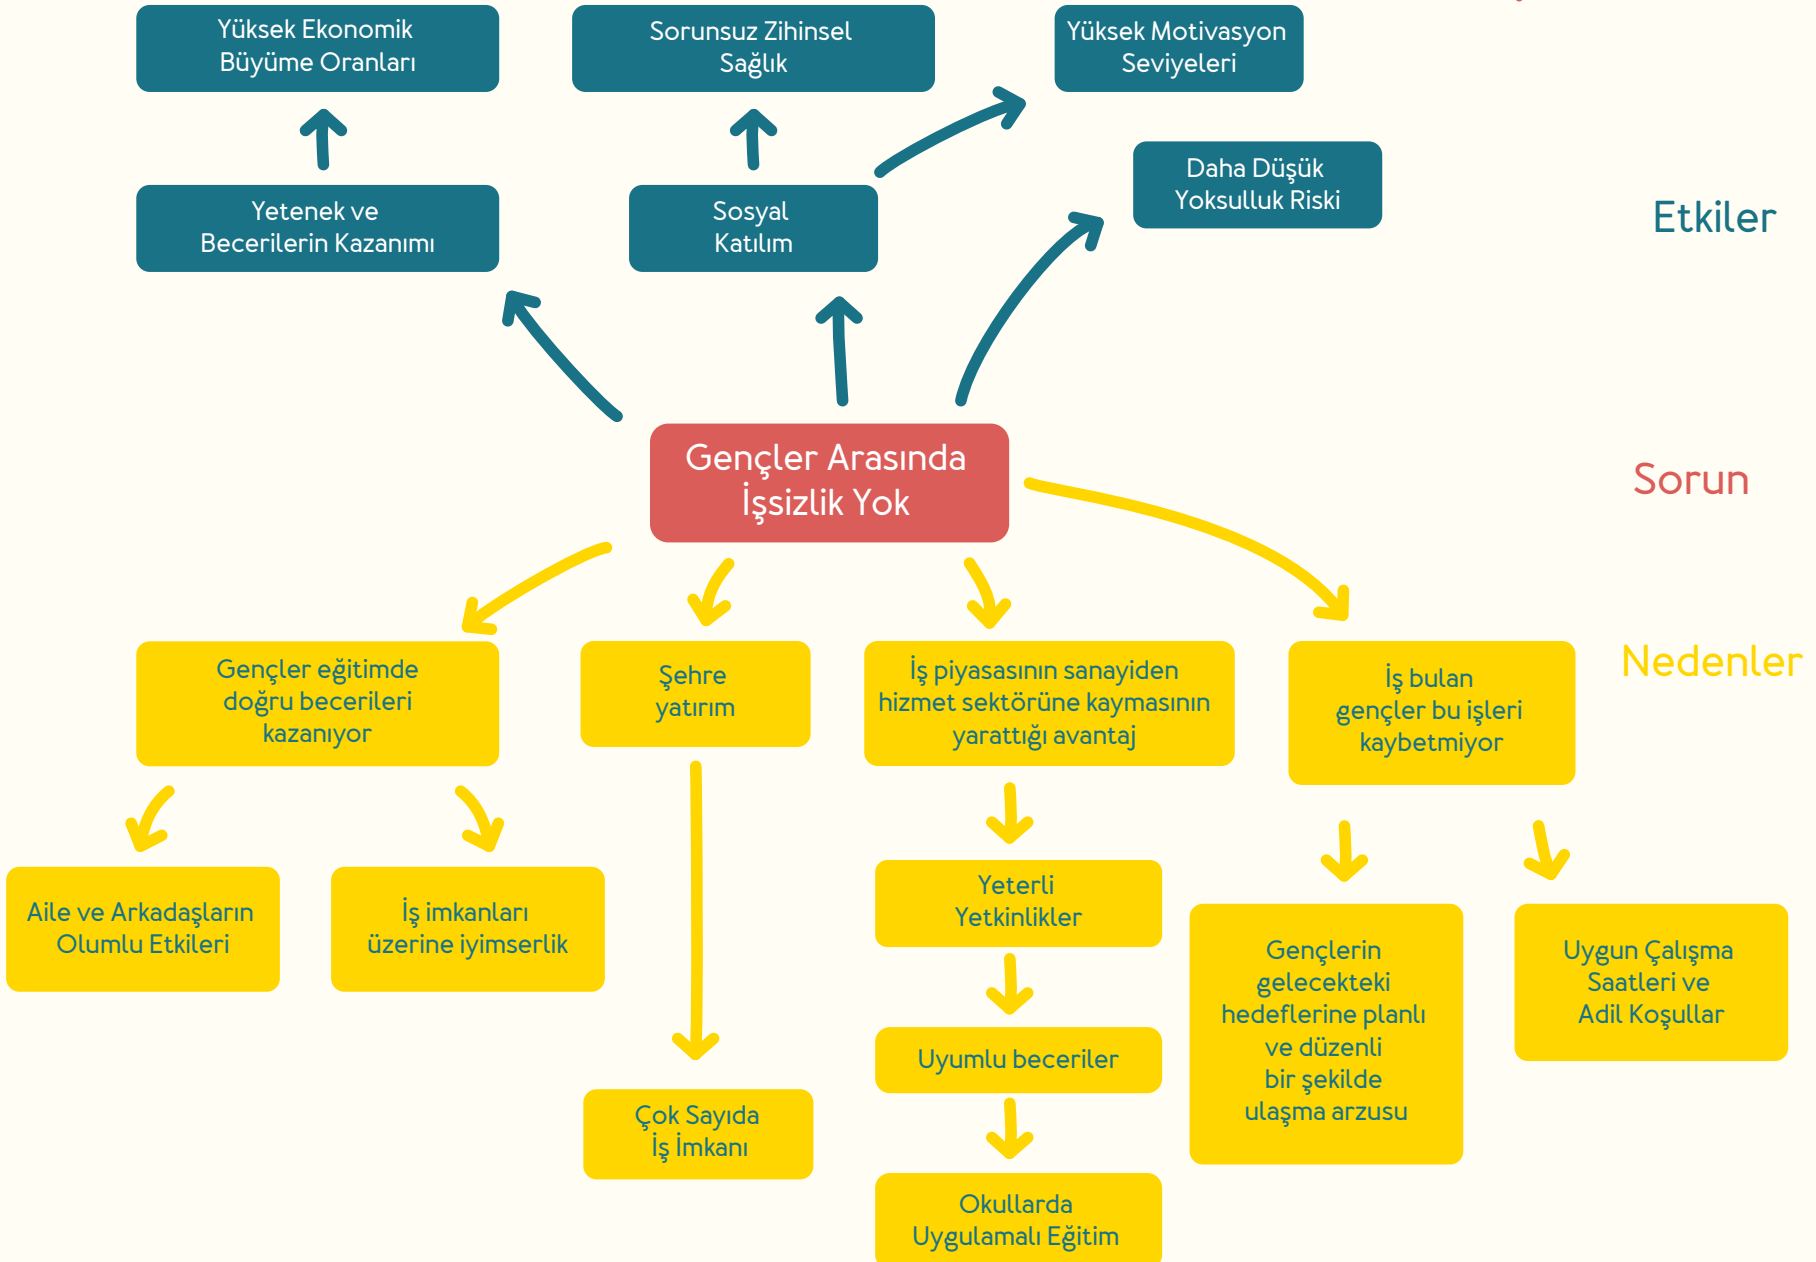 Yüksek Ekonomik
Büyüme Oranları
Sorunsuz Zihinsel
Sağlık
Yüksek Motivasyon
Seviyeleri
Daha Düşük
Yoksulluk Riski
Yetenek ve
Becerilerin Kazanımı
Sosyal
Katılım
Etkiler
Gençler Arasında
İşsizlik Yok
Sorun
Nedenler
Gençler eğitimde
doğru becerileri
kazanıyor
Şehre
yatırım
İş piyasasının sanayiden
hizmet sektörüne kaymasının
yarattığı avantaj
İş bulan
gençler bu işleri
kaybetmiyor
Aile ve Arkadaşların
Olumlu Etkileri
İş imkanları
üzerine iyimserlik
Yeterli
Yetkinlikler
Gençlerin
gelecekteki
hedeflerine planlı
ve düzenli
bir şekilde
ulaşma arzusu
Uygun Çalışma
Saatleri ve
Adil Koşullar
Uyumlu beceriler
Çok Sayıda
İş İmkanı
Okullarda
Uygulamalı Eğitim